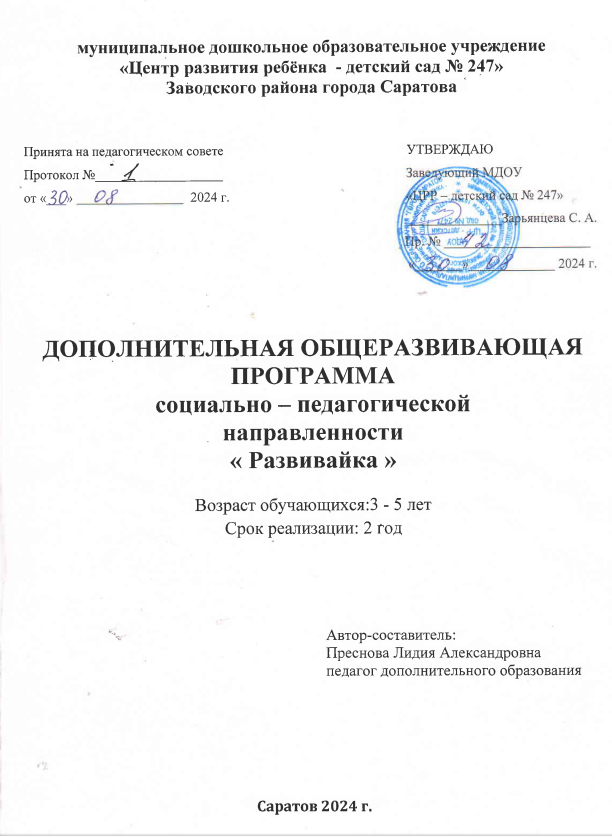 муниципальное дошкольное образовательное учреждение
«Центр развития ребёнка - детский сад № 247»
Заводского района города Саратова
Принята на педагогическом совете
Протокол № 1
от «30» 08 2024 г.
УТВЕРЖДАЮ
Заведующий МДОУ
«ЦРР – детский сад № 247»
Зарьянцева С. А.
Пр. № 42
«30» 08 2024 г.
ДОПОЛНИТЕЛЬНАЯ ОБЩЕРАЗВИВАЮЩАЯ
ПРОГРАММА
социально – педагогической
направленности
« Развивайка »
Возраст обучающихся:3 - 5 лет
Срок реализации: 2 год
Автор-составитель:
Преснова Лидия Александровна
педагог дополнительного образования
Саратов 2024 г.